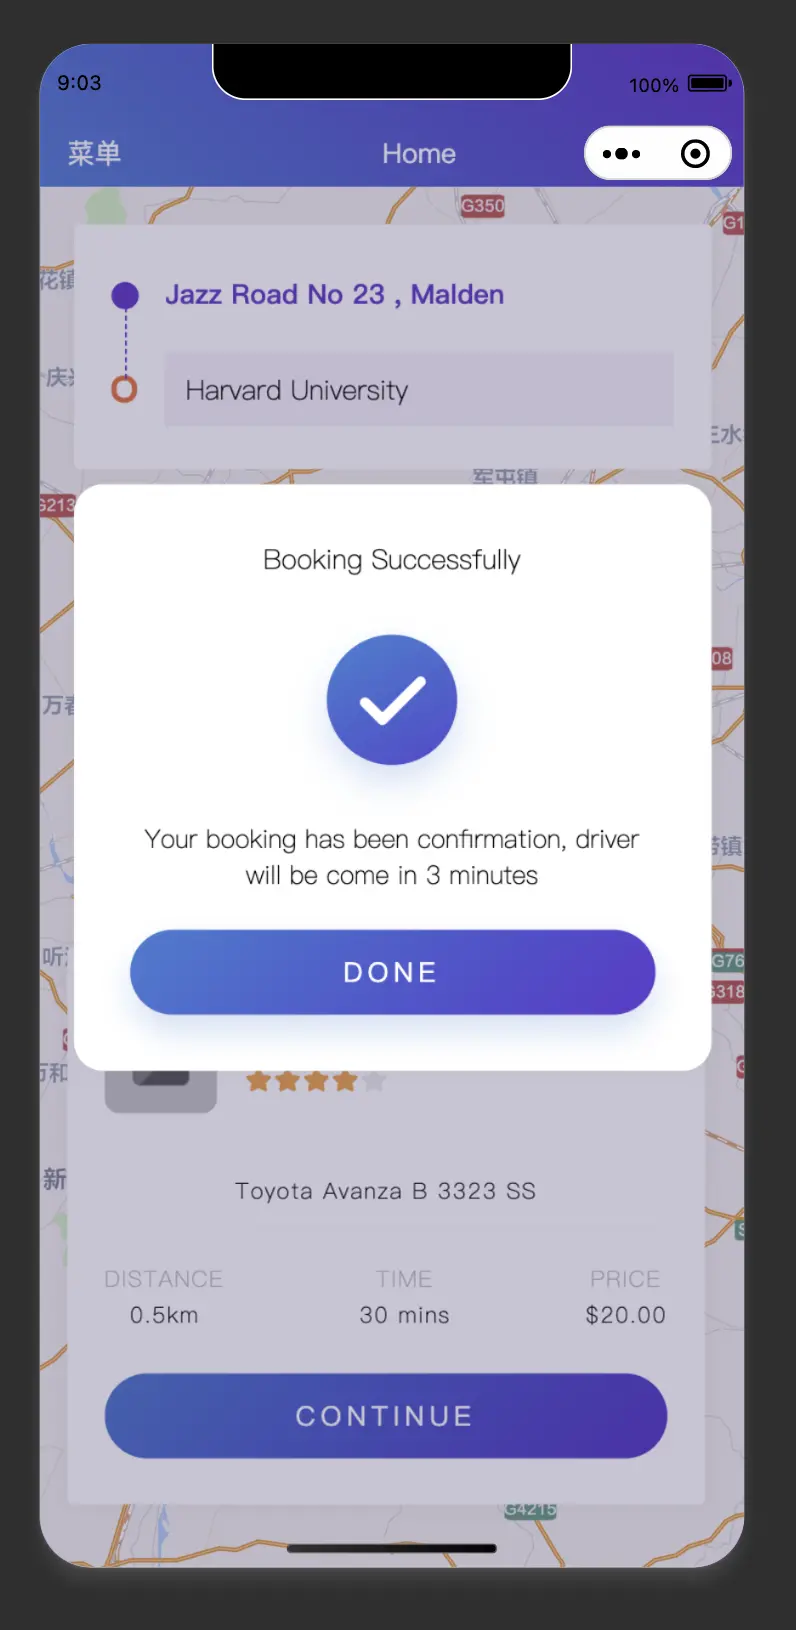 9:03
100%
菜单
Home
G350
G1
花镇
Jazz Road No 23 , Malden
庆
Harvard University
三水
军屯镇
G213
Booking Successfully
08
万春
Your booking has been confirmation, driver
will be come in 3 minutes
镇
听
G76
DONE
G318
万和
新
Toyota Avanza B 3323 SS
DISTANCE
TIME
PRICE
0.5km
30 mins
$20.00
CONTINUE
G4215